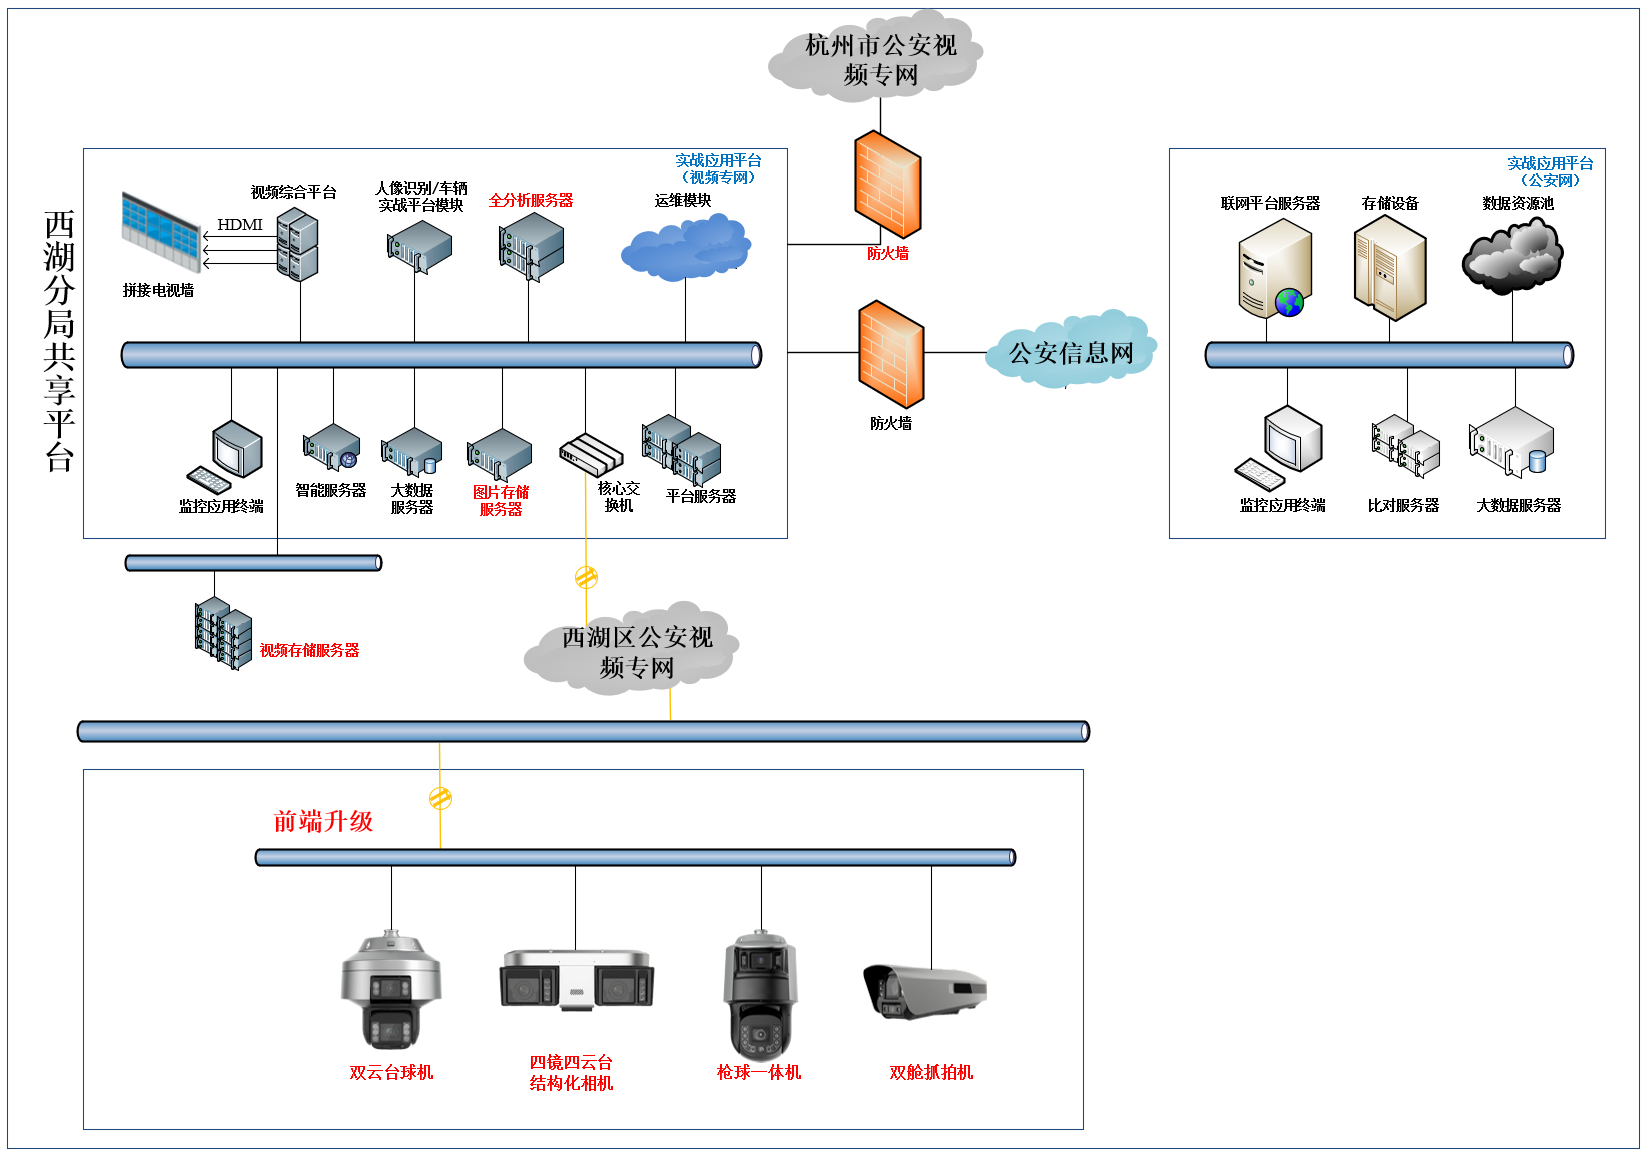 杭州市公安视
频专网
西湖分局共享平台
实战应用平台
（视频专网）
视频综合平台
人像识别/车辆
实战平台模块
全分析服务器
运维模块
HDMI
拼接电视墙
防火墙
实战应用平台
（公安网）
联网平台服务器
存储设备
数据资源池
公安信息网
防火墙
监控应用终端
智能服务器
大数据
服务器
图片存储
服务器
核心交
换机
平台服务器
监控应用终端
比对服务器
大数据服务器
视频存储服务器
西湖区公安视
频专网
前端升级
双云台球机
四镜四云台
结构化相机
枪球一体机
双舱抓拍机